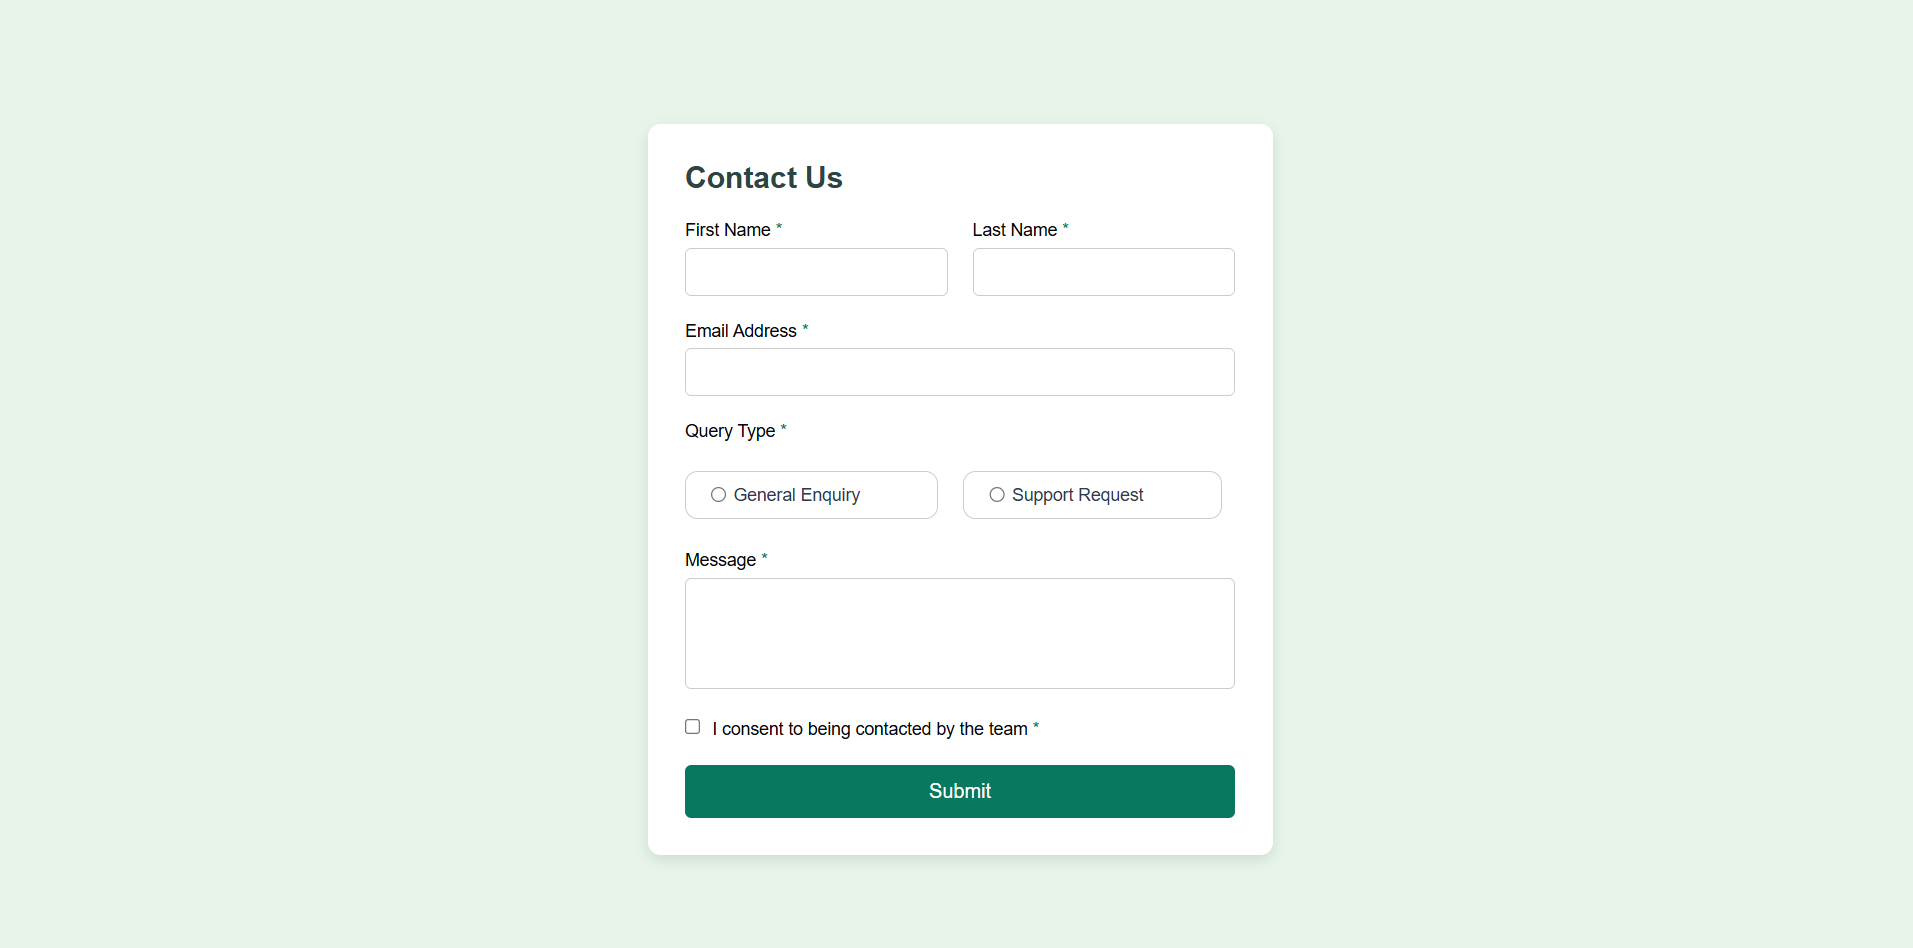 Contact Us
First Name * Last Name *
Email Address *
Query Type *
General Enquiry Support Request
Message *
I consent to being contacted by the team *
Submit